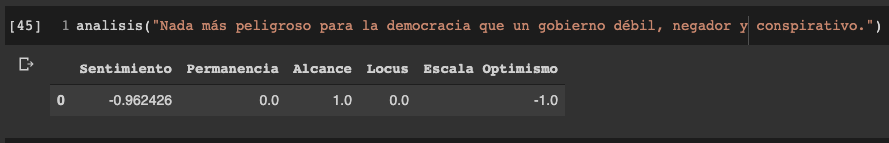 [45] 1 analisis("Nada más peligroso para la democracia que un gobierno débil, negador y conspirativo.")
Sentimiento Permanencia Alcance Locus Escala Optimismo
0 -0.962426 0.0 1.0 0.0 -1.0